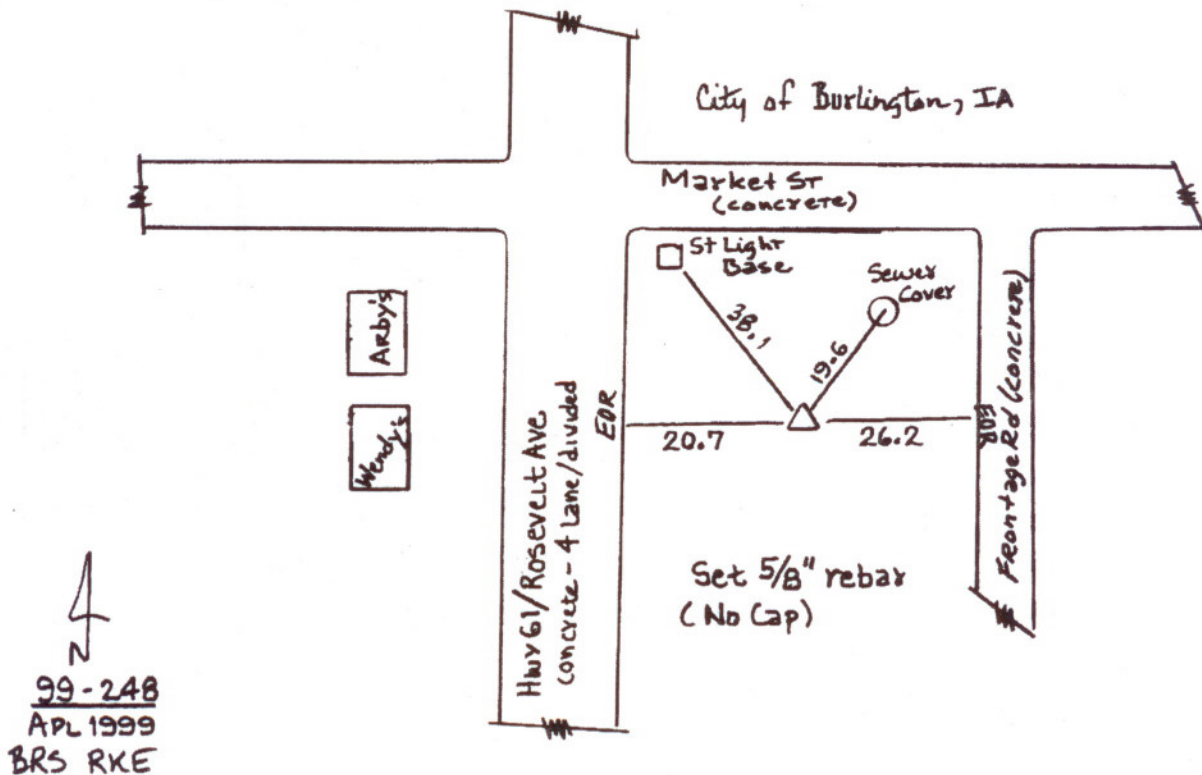 City of Burlington, IA
Market ST
(concrete)
St Light
Base
Sewer
Cover
38.1
19.6
Arby's
Wendy's
EOR
20.7
26.2
EOR
Hwy 61/Rosevelt Ave
concrete - 4 Lane/divided
Frontage Rd (concrete)
Set 5/8" rebar
(No Cap)
N
99-248
APL 1999
BRS RKE